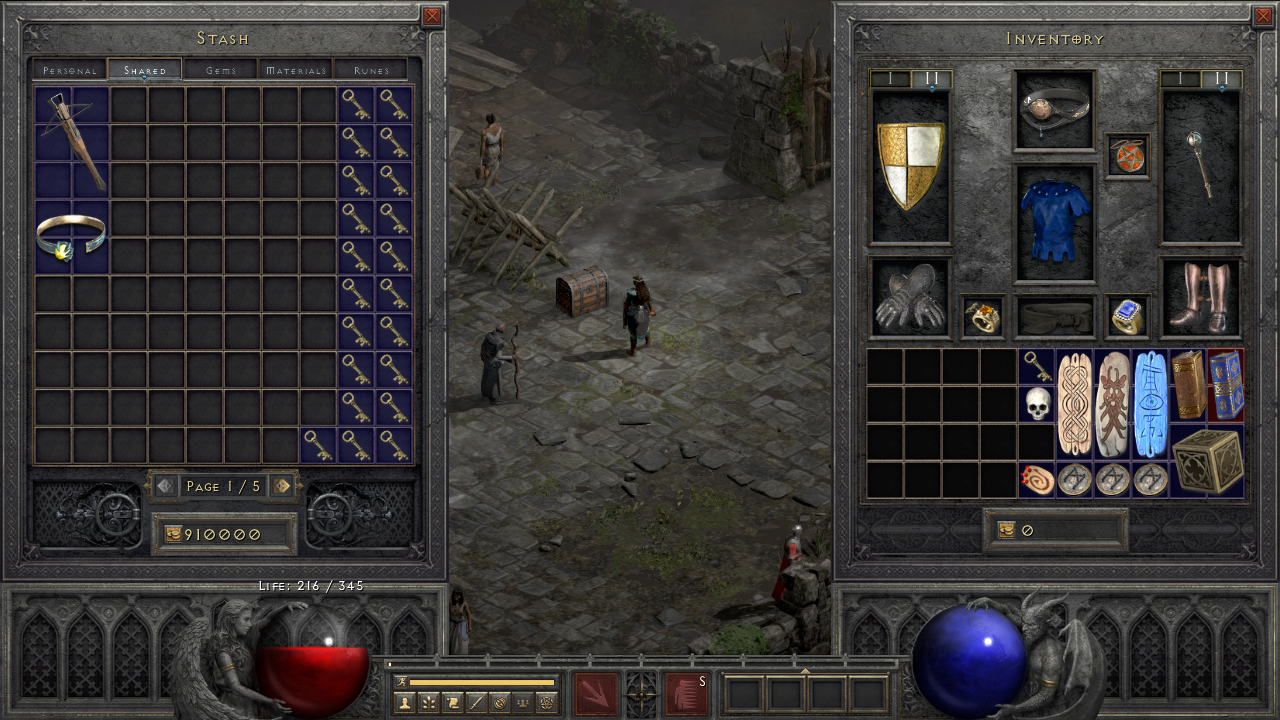 STASH
PERSONAL SHARED GEMS MATERIALS RUNES
PAGE 1 / 5
910000
LIFE: 216 / 345
S
INVENTORY
I II
I II
0